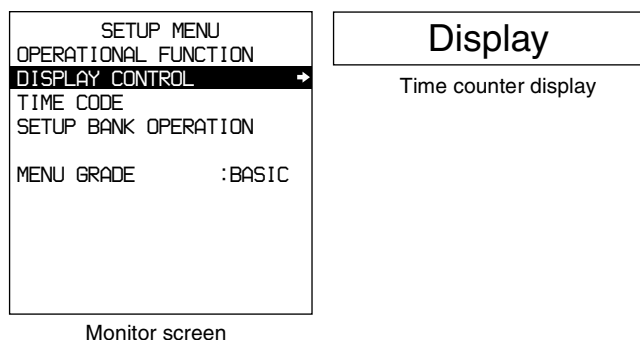 SETUP MENU
OPERATIONAL FUNCTION
DISPLAY CONTROL →
TIME CODE
SETUP BANK OPERATION
MENU GRADE :BASIC
Monitor screen
Display
Time counter display